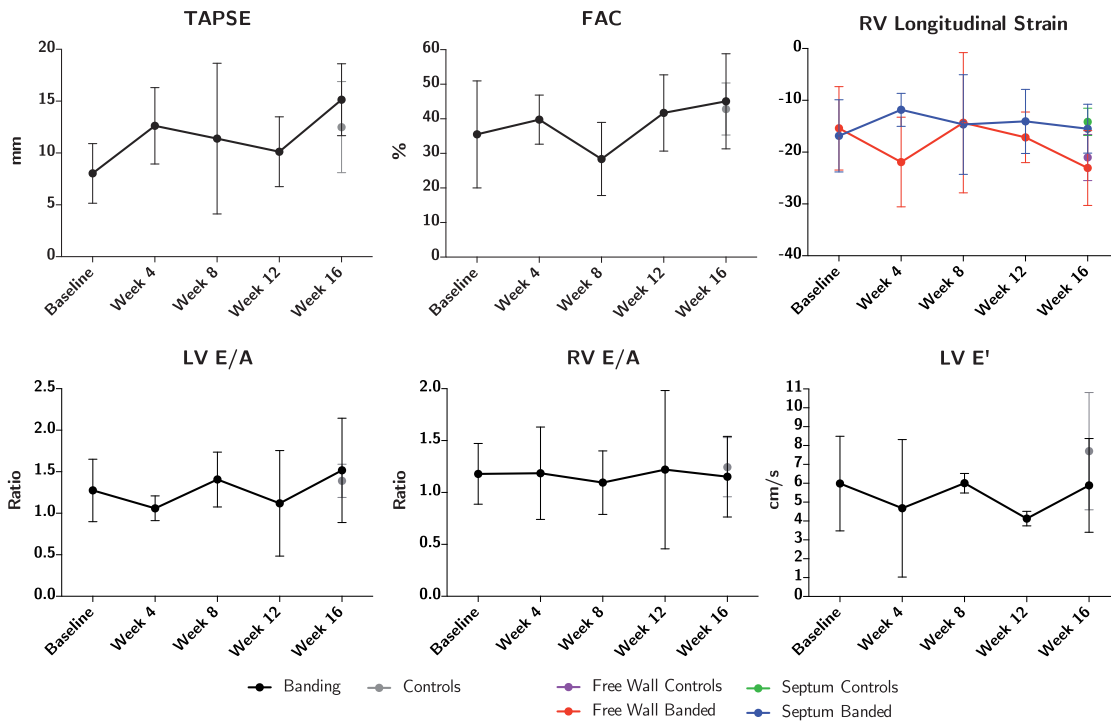 TAPSE
FAC
RV Longitudinal Strain
20
15
10
5
0
mm
Baseline
Week 4
Week 8
Week 12
Week 16
60
50
40
30
20
10
0
%
Baseline
Week 4
Week 8
Week 12
Week 16
0
-10
-20
-30
-40
Baseline
Week 4
Week 8
Week 12
Week 16
LV E/A
RV E/A
LV E'
2.5
2.0
1.5
1.0
0.5
0.0
Ratio
Baseline
Week 4
Week 8
Week 12
Week 16
2.0
1.5
1.0
0.5
0.0
Ratio
Baseline
Week 4
Week 8
Week 12
Week 16
11
10
9
8
7
6
5
4
3
2
1
0
cm/s
Baseline
Week 4
Week 8
Week 12
Week 16
Banding
Controls
Free Wall Controls
Septum Controls
Free Wall Banded
Septum Banded